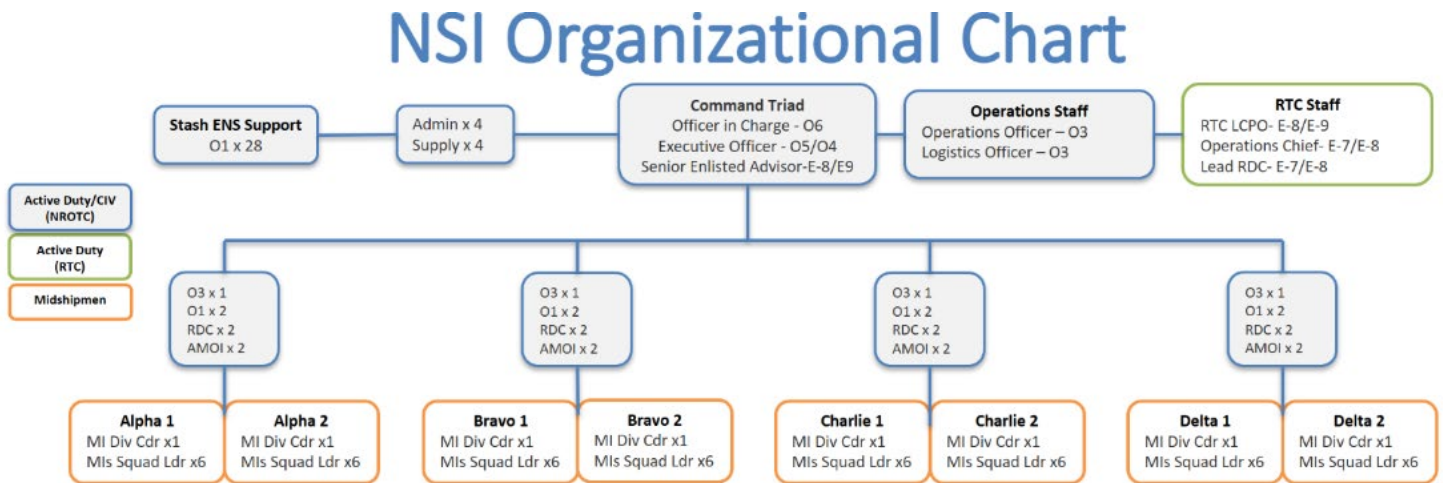 NSI Organizational Chart
Stash ENS Support
O1 x 28
Admin x 4
Supply x 4
Command Triad
Officer in Charge - O6
Executive Officer - O5/O4
Senior Enlisted Advisor-E-8/E9
Operations Staff
Operations Officer – O3
Logistics Officer – O3
RTC Staff
RTC LCPO- E-8/E-9
Operations Chief- E-7/E-8
Lead RDC- E-7/E-8
Active Duty/CIV
(NROTC)
Active Duty
(RTC)
Midshipmen
O3 x 1
O1 x 2
RDC x 2
AMOI x 2
O3 x 1
O1 x 2
RDC x 2
AMOI x 2
O3 x 1
O1 x 2
RDC x 2
AMOI x 2
O3 x 1
O1 x 2
RDC x 2
AMOI x 2
Alpha 1
MI Div Cdr x1
MIs Squad Ldr x6
Alpha 2
MI Div Cdr x1
MIs Squad Ldr x6
Bravo 1
MI Div Cdr x1
MIs Squad Ldr x6
Bravo 2
MI Div Cdr x1
MIs Squad Ldr x6
Charlie 1
MI Div Cdr x1
MIs Squad Ldr x6
Charlie 2
MI Div Cdr x1
MIs Squad Ldr x6
Delta 1
MI Div Cdr x1
MIs Squad Ldr x6
Delta 2
MI Div Cdr x1
MIs Squad Ldr x6